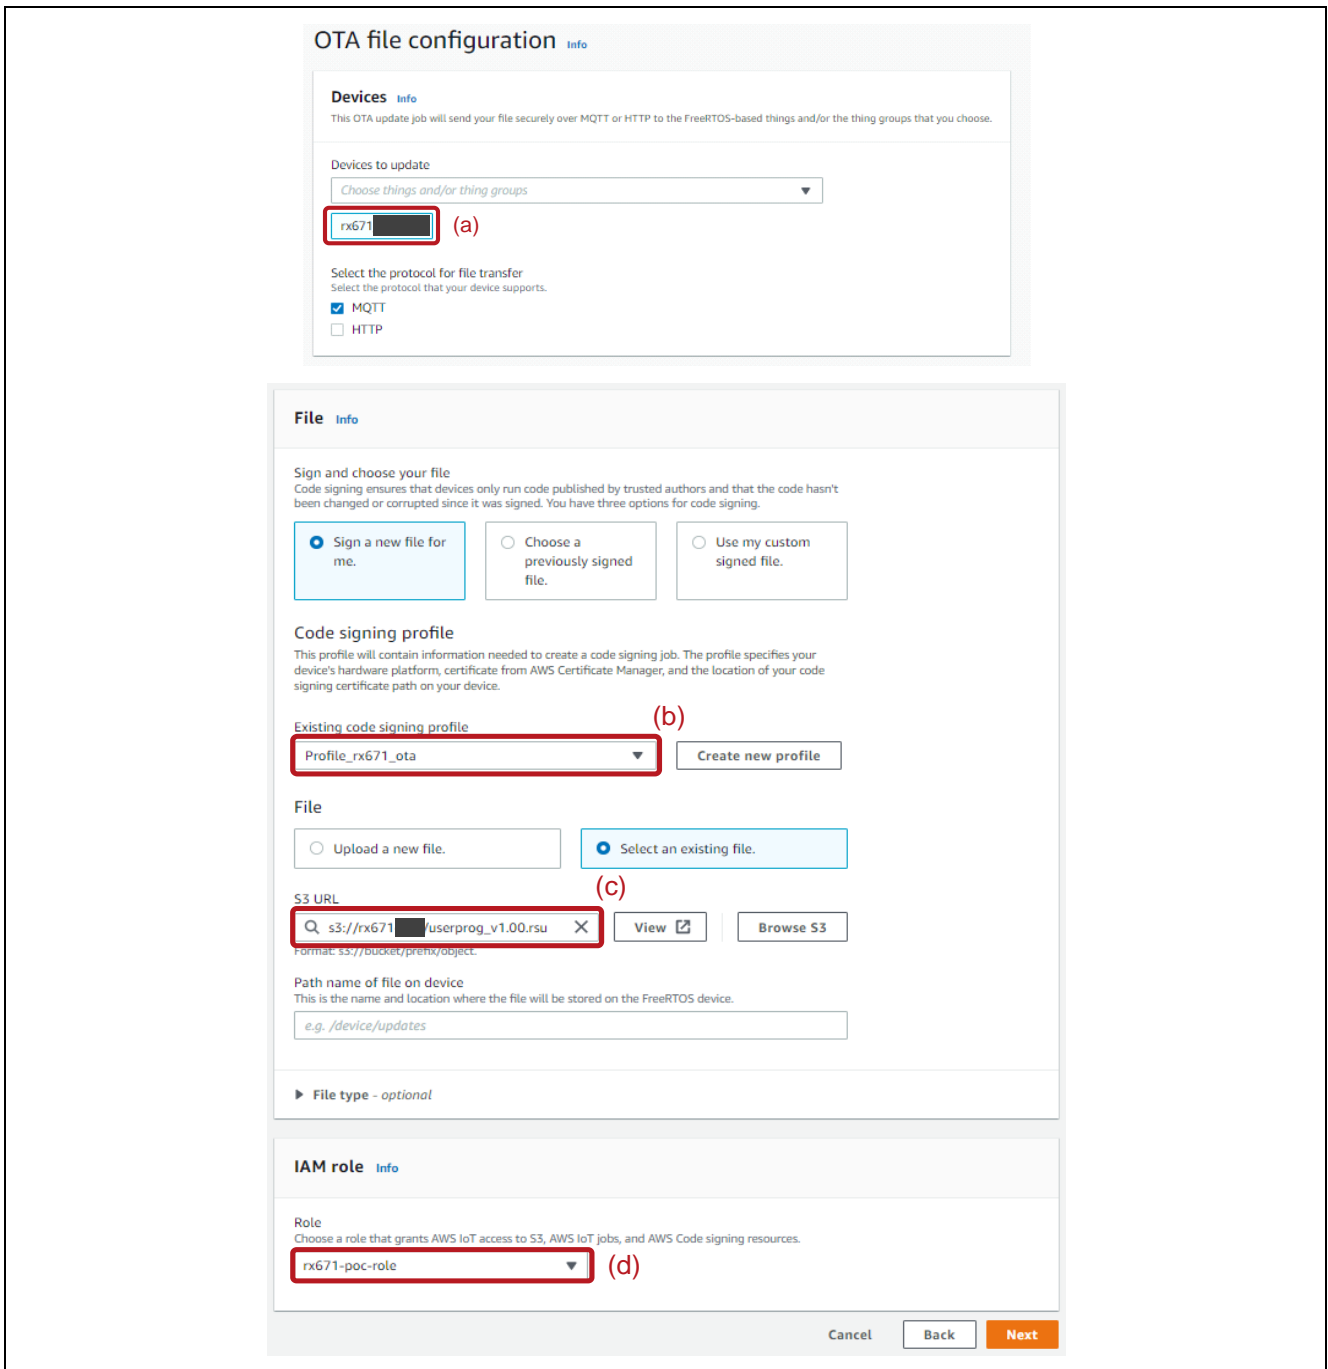 OTA file configuration Info
Devices Info
This OTA update job will send your file securely over MQTT or HTTP to the FreeRTOS-based things and/or the thing groups that you choose.
Devices to update
Choose things and/or thing groups
rx671 (a)
Select the protocol for file transfer
Select the protocol that your device supports.
MQTT
HTTP
File Info
Sign and choose your file
Code signing ensures that devices only run code published by trusted authors and that the code hasn't
been changed or corrupted since it was signed. You have three options for code signing.
Sign a new file for
me.
Choose a
previously signed
file.
Use my custom
signed file.
Code signing profile
This profile will contain information needed to create a code signing job. The profile specifies your
device's hardware platform, certificate from AWS Certificate Manager, and the location of your code
signing certificate path on your device.
(b)
Existing code signing profile
Profile_rx671_ota Create new profile
File
Upload a new file. Select an existing file.
(c)
S3 URL
s3://rx671 /userprog_v1.00.rsu View Browse S3
Format: s3://bucket/prefix/object.
Path name of file on device
This is the name and location where the file will be stored on the FreeRTOS device.
e.g. /device/updates
File type - optional
IAM role Info
Role
Choose a role that grants AWS IoT access to S3, AWS IoT jobs, and AWS Code signing resources.
rx671-poc-role (d)
Cancel Back Next